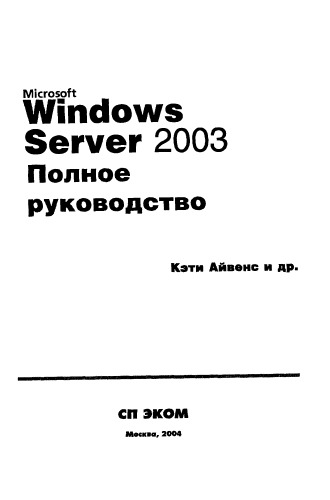 Microsoft
Windows
Server 2003
Полное
руководство
Кэти Айвенс и др.
СП ЭКОМ
Москва, 2004